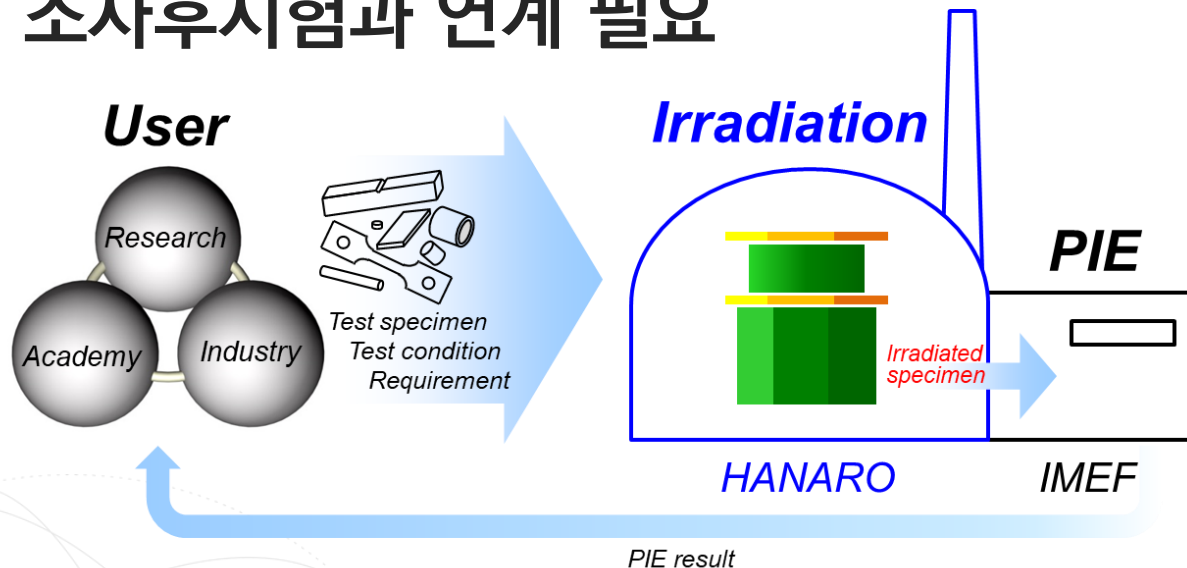 조사후시험과 연계 필요
User
Irradiation
Research
Academy
Industry
Test specimen
Test condition
Requirement
PIE
Irradiated
specimen
HANARO
IMEF
PIE result